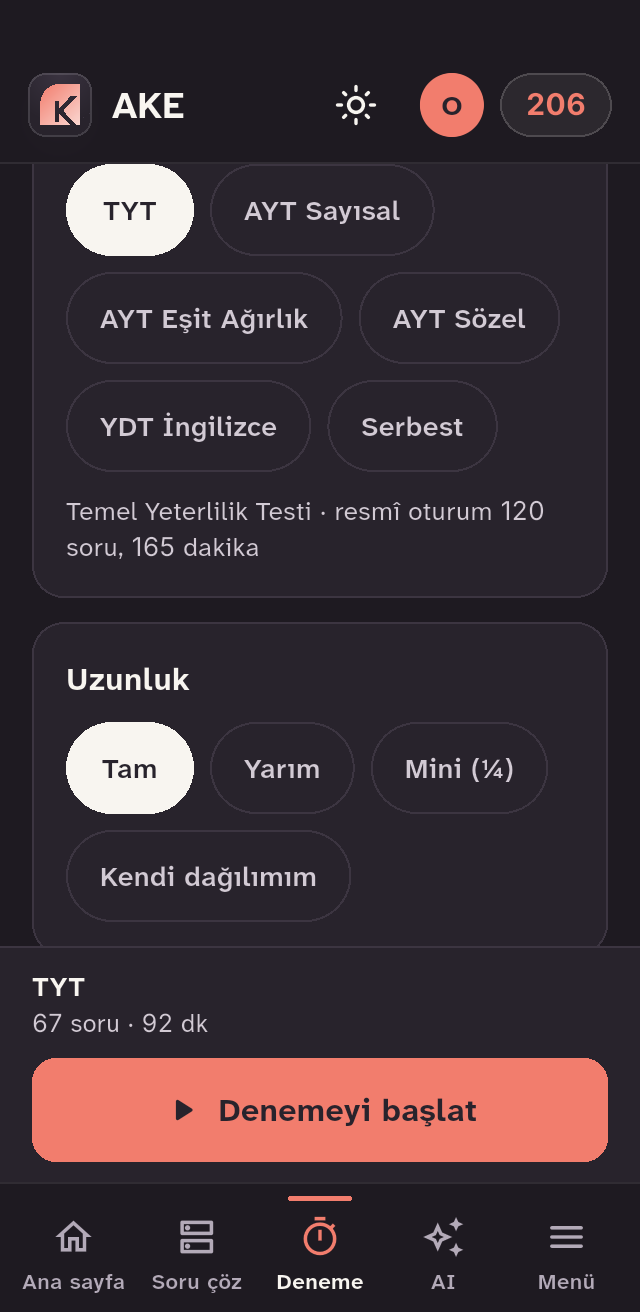 K AKE O 206
TYT AYT Sayısal
AYT Eşit Ağırlık AYT Sözel
YDT İngilizce Serbest
Temel Yeterlilik Testi · resmî oturum 120
soru, 165 dakika
Uzunluk
Tam Yarım Mini (¼)
Kendi dağılımım
TYT
67 soru · 92 dk
Denemeyi başlat
Ana sayfa Soru çöz Deneme AI Menü